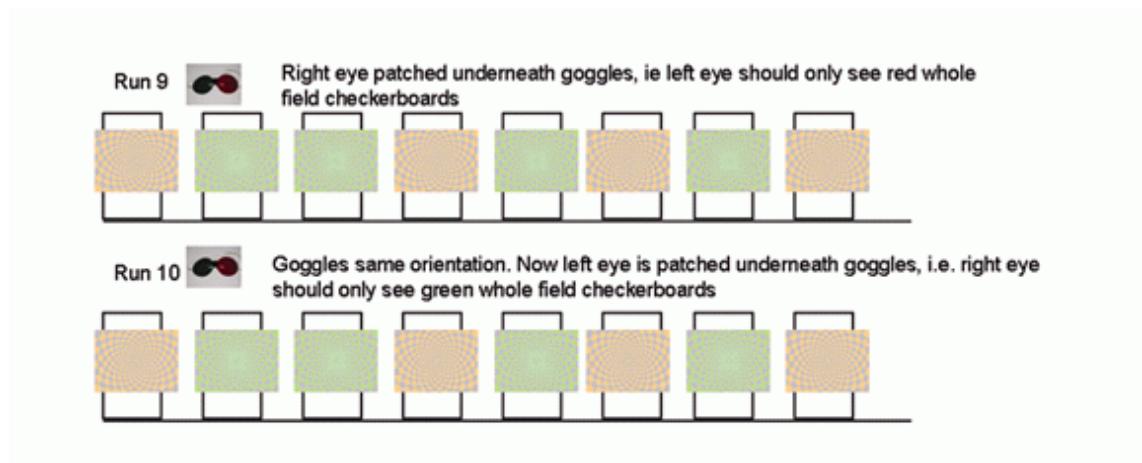 Run 9
Right eye patched underneath goggles, ie left eye should only see red whole
field checkerboards
Run 10
Goggles same orientation. Now left eye is patched underneath goggles, i.e. right eye
should only see green whole field checkerboards